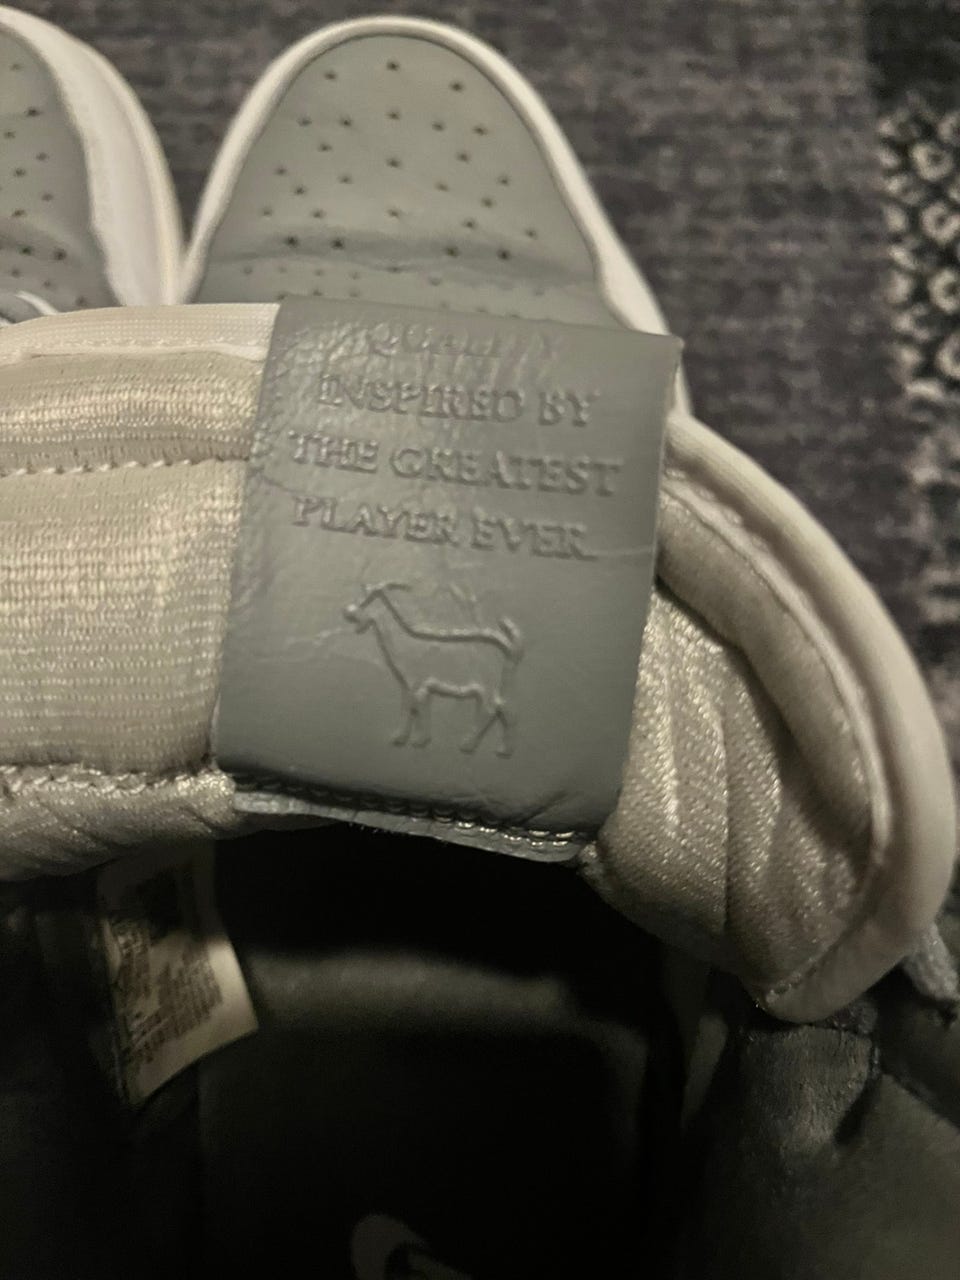 QUALITY
INSPIRED BY
THE GREATEST
PLAYER EVER.